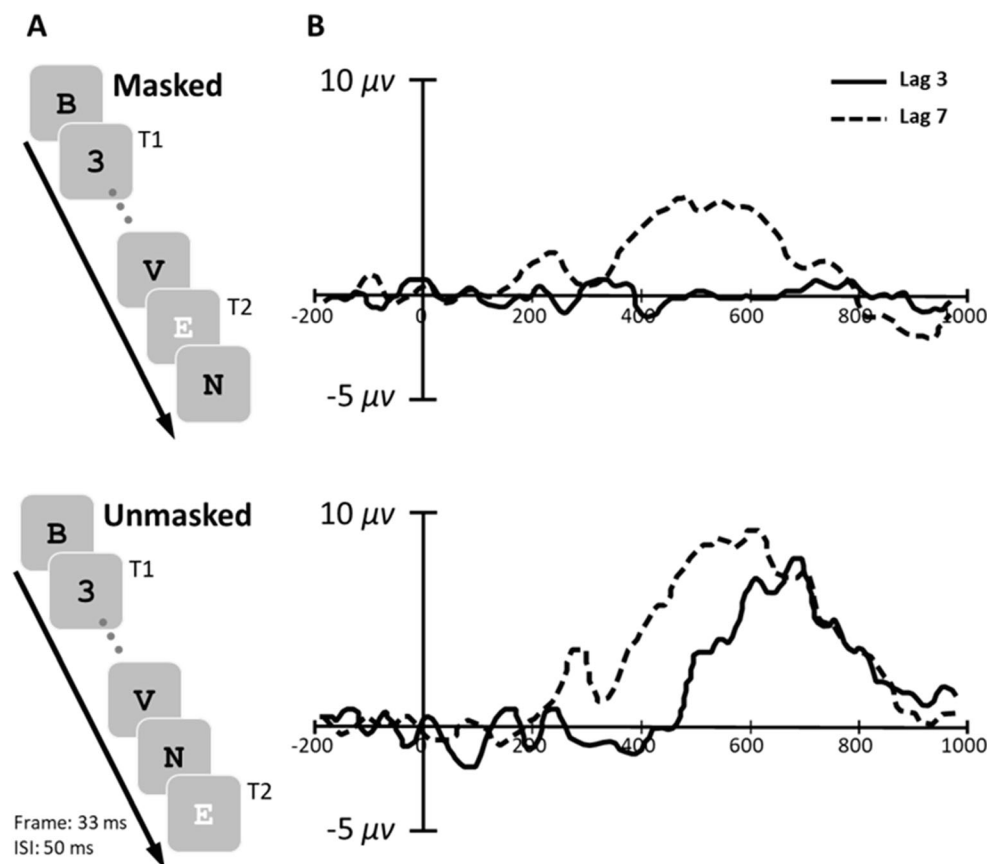 A
B
Masked
B
3
T1
V
E
T2
N
10 μv
-5 μv
Lag 3
Lag 7
-200
0
200
400
600
800
1000
Unmasked
B
3
T1
V
N
E
T2
Frame: 33 ms
ISI: 50 ms
10 μv
-5 μv
-200
0
200
400
600
800
1000